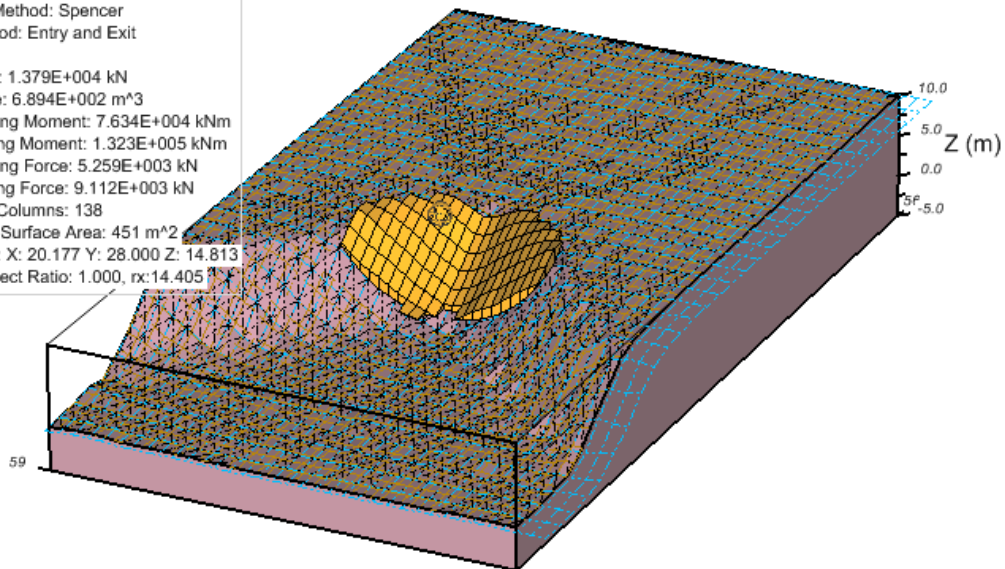 Method: Spencer
od: Entry and Exit
: 1.379E+004 kN
: 6.894E+002 m^3
ng Moment: 7.634E+004 kNm
ng Moment: 1.323E+005 kNm
ng Force: 5.259E+003 kN
ng Force: 9.112E+003 kN
Columns: 138
Surface Area: 451 m^2
: X: 20.177 Y: 28.000 Z: 14.813
ect Ratio: 1.000, rx:14.405
10.0
5.0
Z (m)
0.0
-5.0
59